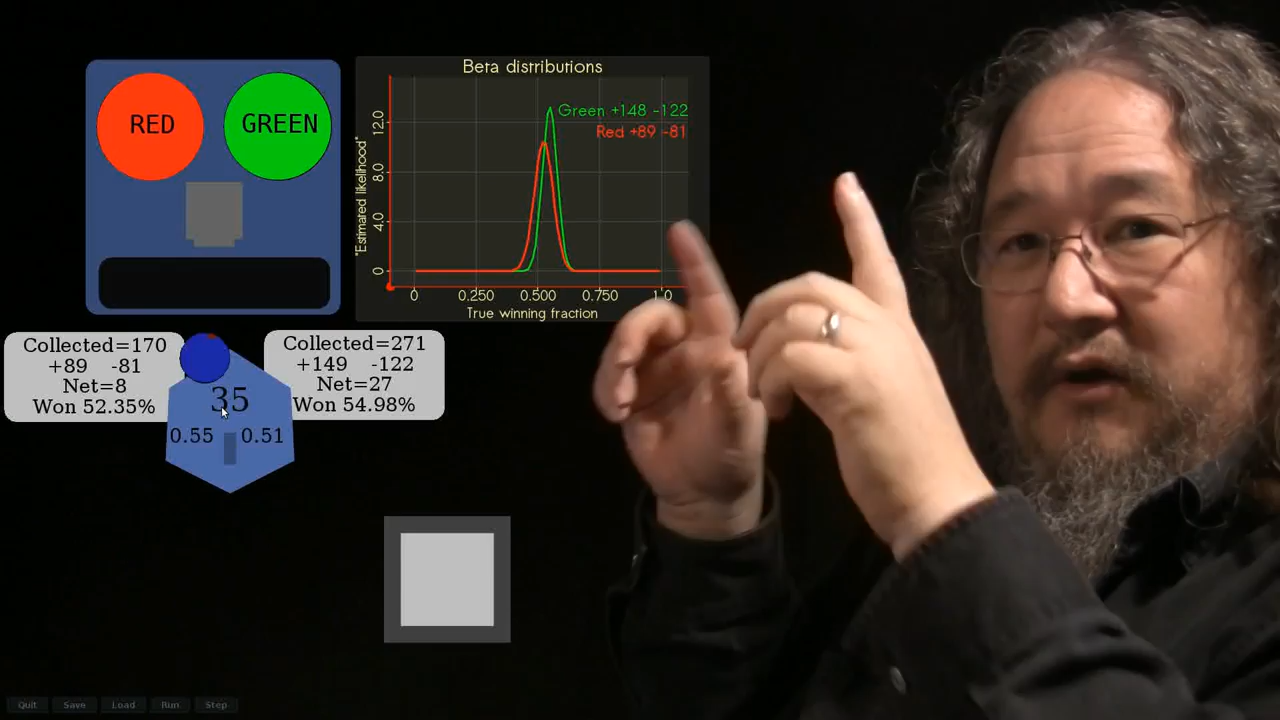 RED
GREEN
Beta distributions
Green +148 -122
Red +89 -81
"Estimared likelihood"
12.0
8.0
4.0
0
0
0.250
0.500
0.750
1.0
True winning fraction
Collected=170
+89 -81
Net=8
Won 52.35%
Collected=271
+149 -122
Net=27
Won 54.98%
35
0.55
0.51
Quit
Save
Load
Run
Step